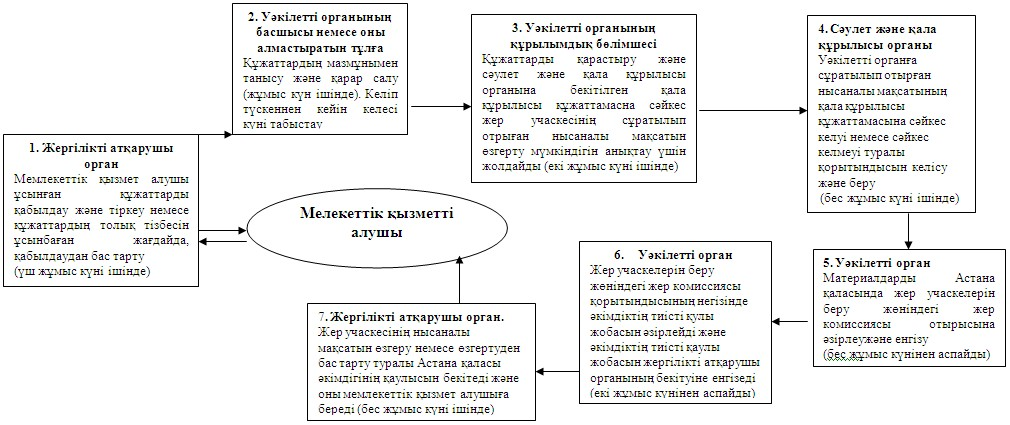 2. Уәкілетті органының
басшысы немесе оны
алмастыратын тұлға
Құжаттардың мазмұнымен
танысу және қарар салу
(жұмыс күн ішінде). Келіп
түскеннен кейін келесі
күні табыстау
3. Уәкілетті органының
құрылымдық бөлімшесі
Құжаттарды қарастыру және
сәулет және қала құрылысы
органына бекітілген қала
құрылысы құжаттамасна сәйкес
жер учаскесінің сұратылып
отрыған нысаналы мақсатын
өзгерту мүмкіндігін анықтау үшін
жолдайды (екі жұмыс күні ішінде)
4. Сәулет және қала
құрылысы органы
Уәкілетті органға
сұратылып отырған
нысаналы мақсатының
қала құрылысы
құжаттамасына сәйкес
келуі немесе сәйкес
келмеуі туралы
қорытындысын келісу
және беру
(бес жұмыс күні ішінде)
1. Жергілікті атқарушы
орган
Мемлекеттік қызмет алушы
ұсынған құжаттарды
қабылдау және тіркеу немесе
құжаттардың толық тізбесін
ұсынбаған жағдайда,
қабылдаудан бас тарту
(үш жұмыс күні ішінде)
Мелекеттік қызметті
алушы
5. Уәкілетті орган
Материалдарды Астана
қаласында жер учаскелерін
беру жөніндегі жер
комиссиясы отырысына
әзірлеужәне енгізу
(бес жұмыс күнінен аспайды)
6. Уәкілетті орган
Жер учаскелерін беру
жөніндегі жер комиссиясы
қорытындысының негізінде
әкімдіктің тиісті қулы
жобасын әзірлейді және
әкімдіктің тиісті қаулы
жобасын жергілікті атқарушы
органының бекітуіне енгізеді
(екі жұмыс күнінен аспайды)
7. Жергілікті атқарушы орган.
Жер учаскесінің нысаналы
мақсатын өзгеру немесе өзгертуден
бас тарту туралы Астана қаласы
әкімдігінің қаулысын бекітеді және
оны мемлекеттік қызмет алушыға
береді (бес жұмыс күні ішінде)